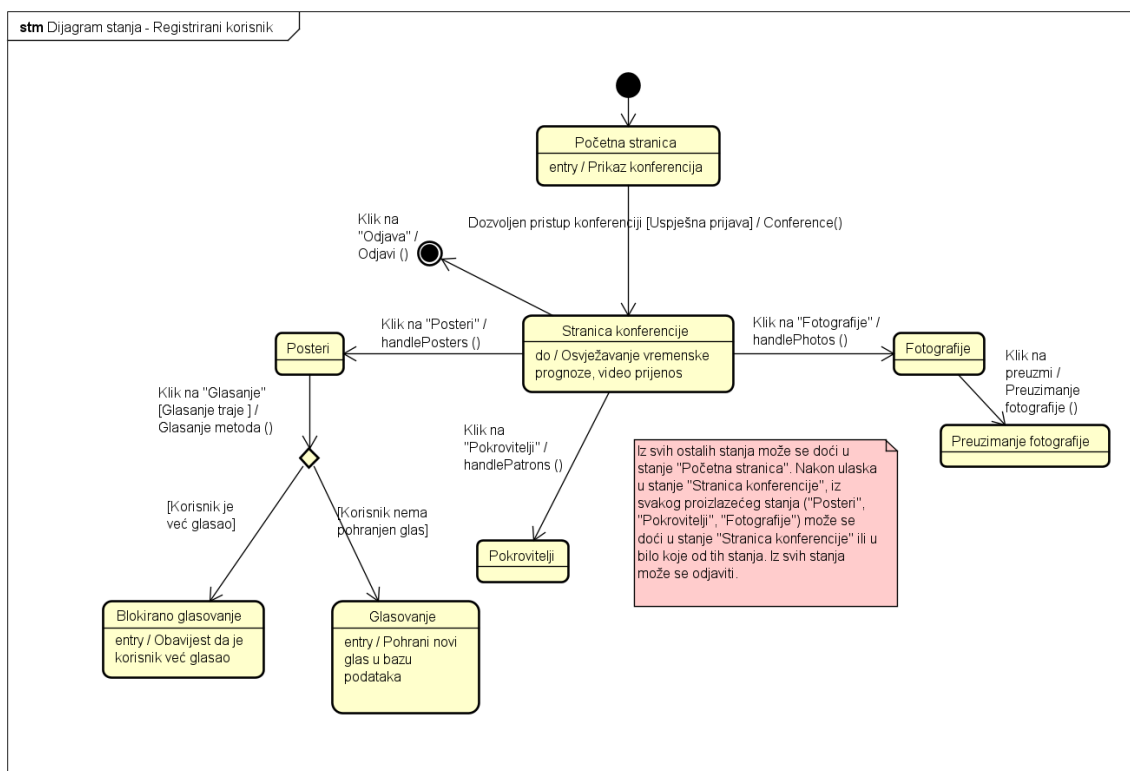 stm Dijagram stanja - Registrirani korisnik
Početna stranica
entry / Prikaz konferencija
Dozvoljen pristup konferenciji [Uspješna prijava] / Conference()
Klik na
"Odjava" /
Odjavi ()
Stranica konferencije
do / Osvježavanje vremenske
prognoze, video prijenos
Klik na "Posteri" /
handlePosters ()
Posteri
Klik na "Fotografije" /
handlePhotos ()
Fotografije
Klik na
preuzmi /
Preuzimanje
fotografije ()
Preuzimanje fotografije
Klik na "Glasanje"
[Glasanje traje ] /
Glasanje metoda ()
Klik na
"Pokrovitelji" /
handlePatrons ()
Pokrovitelji
[Korisnik je
već glasao]
[Korisnik nema
pohranjen glas]
Blokirano glasovanje
entry / Obavijest da je
korisnik već glasao
Glasovanje
entry / Pohrani novi
glas u bazu
podataka
Iz svih ostalih stanja može se doći u
stanje "Početna stranica". Nakon ulaska
u stanje "Stranica konferencije", iz
svakog proizlazećeg stanja ("Posteri",
"Pokrovitelji", "Fotografije") može se
doći u stanje "Stranica konferencije" ili u
bilo koje od tih stanja. Iz svih stanja
može se odjaviti.